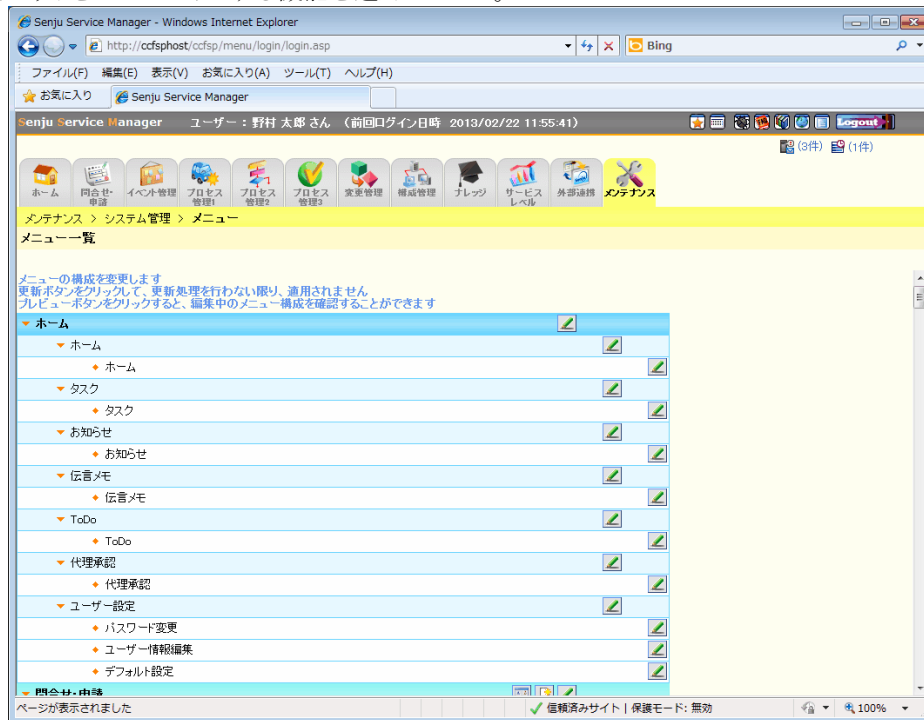 Senju Service Manager - Windows Internet Explorer
http://ccfsphost/ccfsp/menu/login/login.asp
Bing
ファイル(F) 編集(E) 表示(V) お気に入り(A) ツール(T) ヘルプ(H)
お気に入り Senju Service Manager
Senju Service Manager ユーザー：野村 太郎 さん （前回ログイン日時 2013/02/22 11:55:41） Logout
(3件) (1件)
ホーム 問合せ・申請 イベント管理 プロセス管理1 プロセス管理2 プロセス管理3 変更管理 構成管理 ナレッジ サービスレベル 外部連携 メンテナンス
メンテナンス > システム管理 > メニュー
メニュー一覧
メニューの構成を変更します
更新ボタンをクリックして、更新処理を行わない限り、適用されません
プレビューボタンをクリックすると、編集中のメニュー構成を確認することができます
ホーム
ホーム
ホーム
タスク
タスク
お知らせ
お知らせ
伝言メモ
伝言メモ
ToDo
ToDo
代理承認
代理承認
ユーザー設定
パスワード変更
ユーザー情報編集
デフォルト設定
問合せ・申請
ページが表示されました 信頼済みサイト | 保護モード: 無効 100%